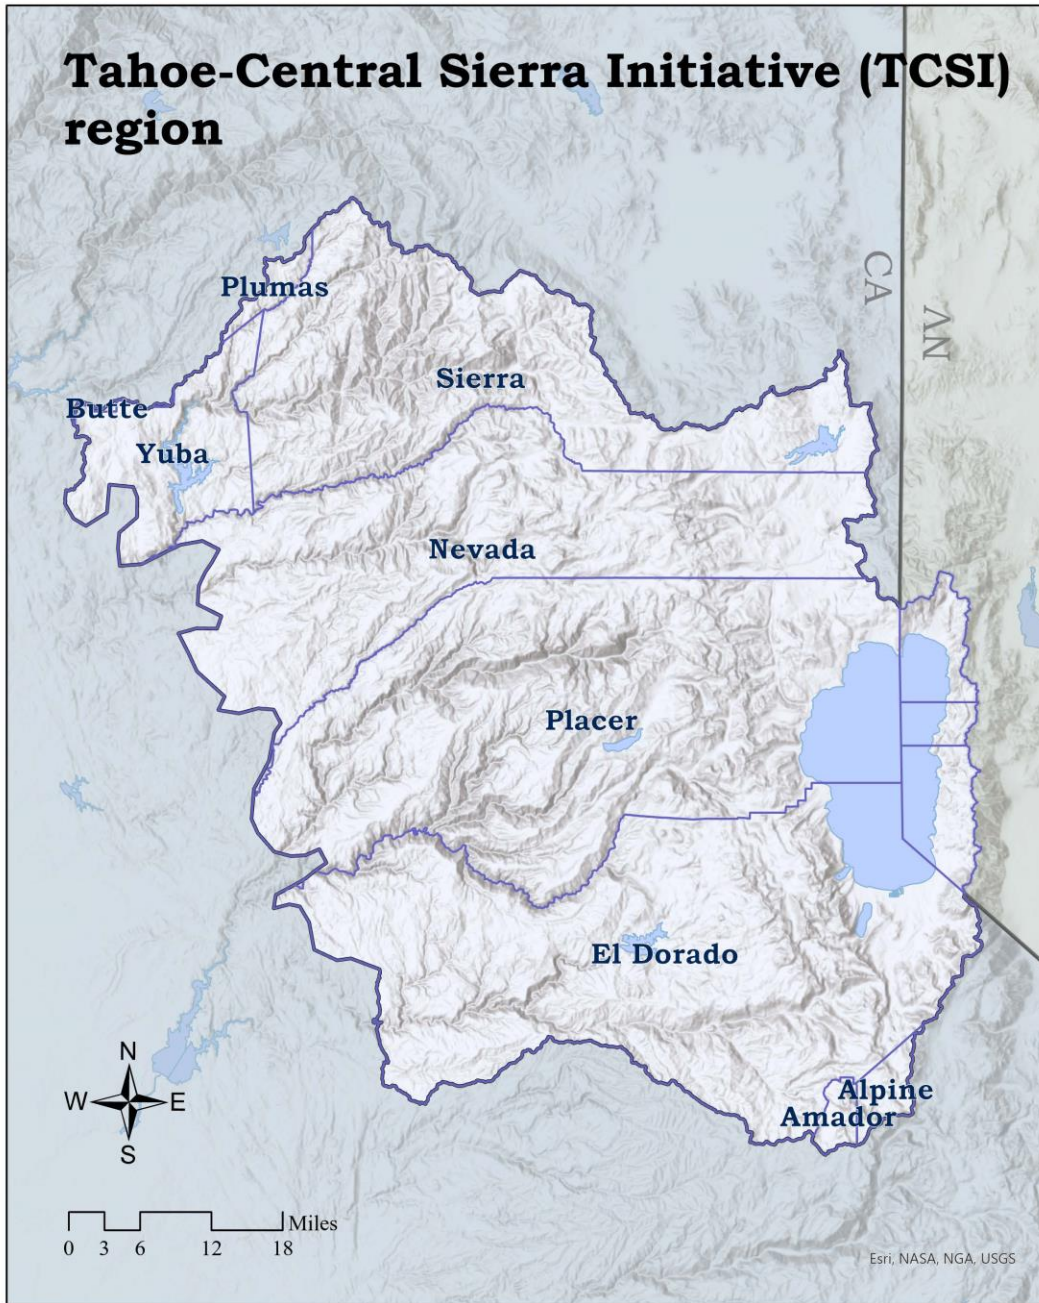 Tahoe-Central Sierra Initiative (TCSI)
region
CA
NV
Plumas
Sierra
Butte
Yuba
Nevada
Placer
El Dorado
Alpine
Amador
N
W E
S
Miles
0 3 6 12 18
Esri, NASA, NGA, USGS